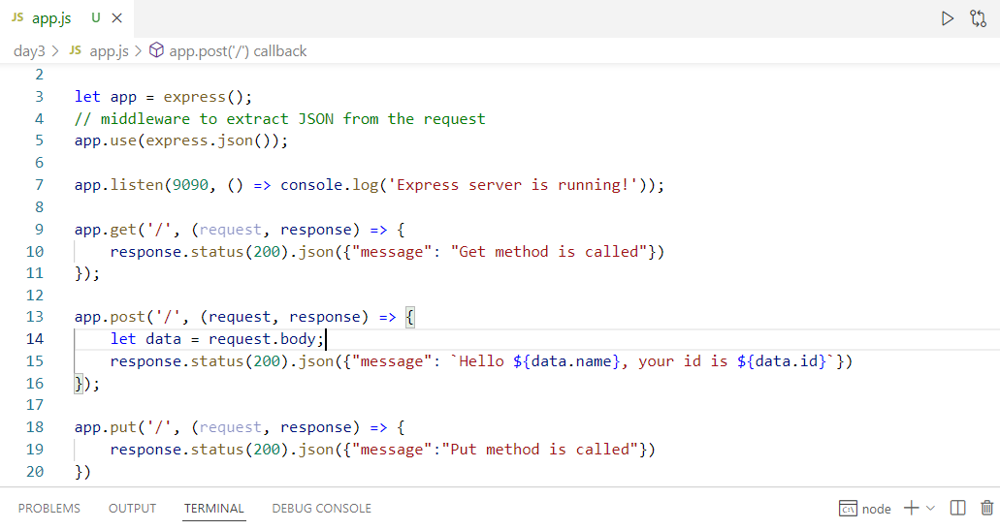 JS app.js U
day3 > JS app.js > app.post('/') callback
2
3 let app = express();
4 // middleware to extract JSON from the request
5 app.use(express.json());
6
7 app.listen(9090, () => console.log('Express server is running!'));
8
9 app.get('/', (request, response) => {
10     response.status(200).json({"message": "Get method is called"})
11 });
12
13 app.post('/', (request, response) => {
14     let data = request.body;
15     response.status(200).json({"message": `Hello ${data.name}, your id is ${data.id}`})
16 });
17
18 app.put('/', (request, response) => {
19     response.status(200).json({"message":"Put method is called"})
20 })
PROBLEMS OUTPUT TERMINAL DEBUG CONSOLE node